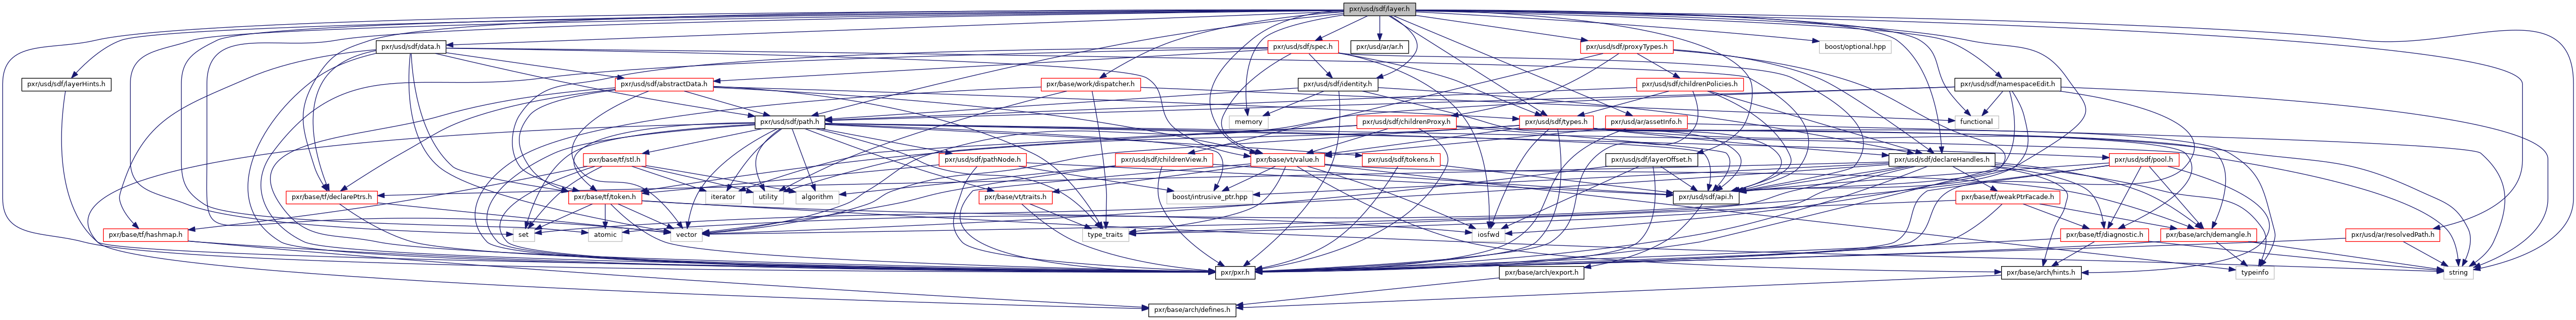 pxr/usd/sdf/layer.h
pxr/usd/sdf/data.h
pxr/usd/sdf/spec.h
pxr/usd/ar/ar.h
pxr/usd/sdf/proxyTypes.h
boost/optional.hpp
pxr/usd/sdf/layerHints.h
pxr/usd/sdf/abstractData.h
pxr/base/work/dispatcher.h
pxr/usd/sdf/identity.h
pxr/usd/sdf/childrenPolicies.h
pxr/usd/sdf/namespaceEdit.h
pxr/usd/sdf/path.h
memory
pxr/usd/sdf/childrenProxy.h
pxr/usd/sdf/types.h
pxr/usd/ar/assetInfo.h
functional
pxr/base/tf/stl.h
pxr/usd/sdf/pathNode.h
pxr/usd/sdf/childrenView.h
pxr/base/vt/value.h
pxr/usd/sdf/tokens.h
pxr/usd/sdf/layerOffset.h
pxr/usd/sdf/declareHandles.h
pxr/usd/sdf/pool.h
pxr/base/tf/declarePtrs.h
pxr/base/tf/token.h
iterator
utility
algorithm
boost/intrusive_ptr.hpp
pxr/base/vt/traits.h
pxr/usd/sdf/api.h
pxr/base/tf/weakPtrFacade.h
pxr/base/tf/hashmap.h
set
atomic
vector
type_traits
iosfwd
pxr/base/tf/diagnostic.h
pxr/base/arch/demangle.h
pxr/usd/ar/resolvedPath.h
pxr/pxr.h
pxr/base/arch/export.h
pxr/base/arch/hints.h
typeinfo
string
pxr/base/arch/defines.h